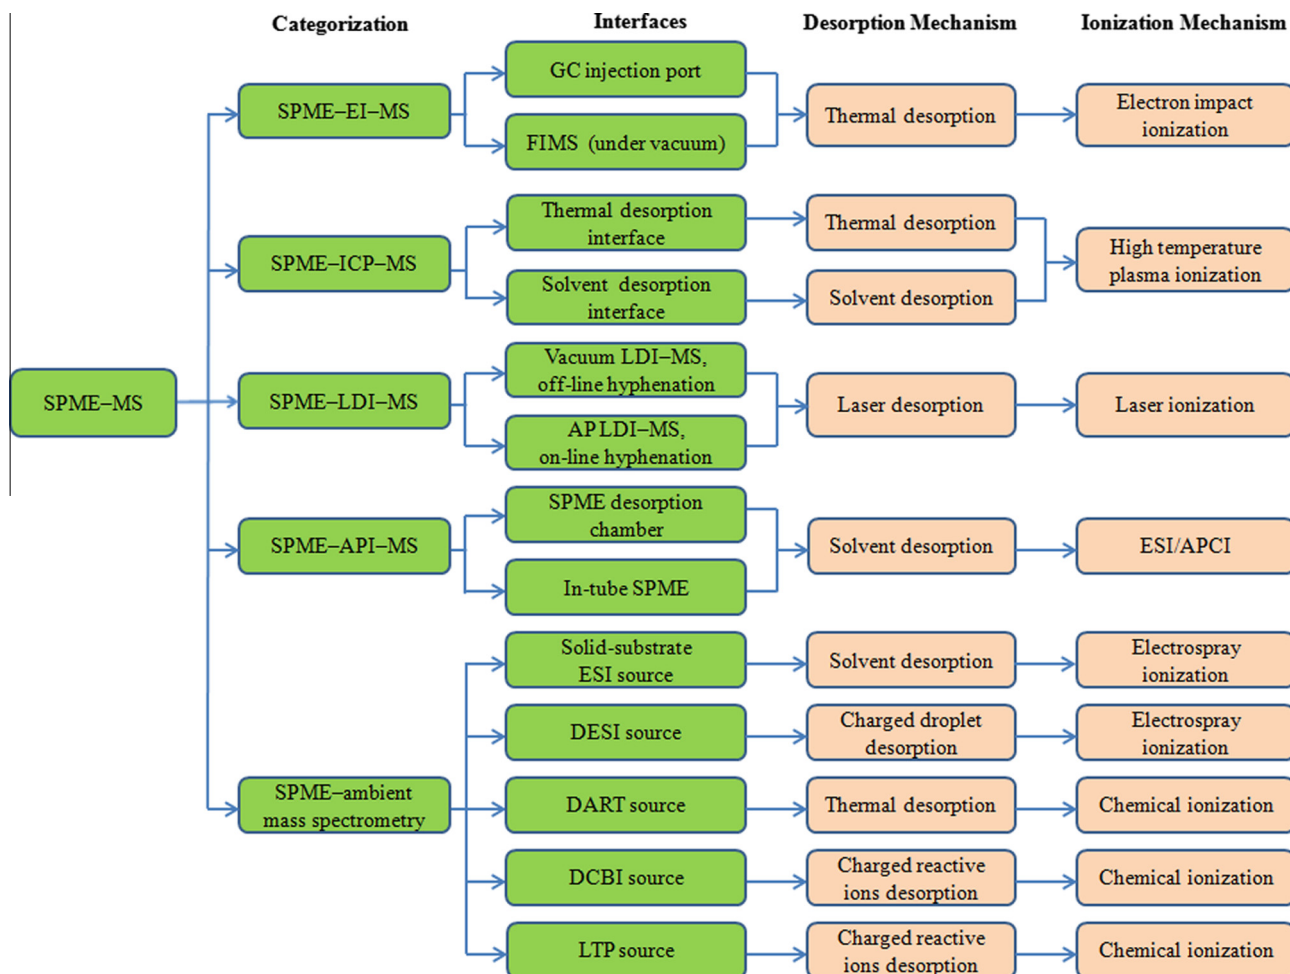 Categorization
Interfaces
Desorption Mechanism
Ionization Mechanism
SPME–MS
SPME–EI–MS
GC injection port
FIMS (under vacuum)
Thermal desorption
Electron impact
ionization
SPME–ICP–MS
Thermal desorption
interface
Thermal desorption
Solvent desorption
interface
Solvent desorption
High temperature
plasma ionization
SPME–LDI–MS
Vacuum LDI–MS,
off-line hyphenation
AP LDI–MS,
on-line hyphenation
Laser desorption
Laser ionization
SPME–API–MS
SPME desorption
chamber
In-tube SPME
Solvent desorption
ESI/APCI
SPME–ambient
mass spectrometry
Solid-substrate
ESI source
Solvent desorption
Electrospray
ionization
DESI source
Charged droplet
desorption
Electrospray
ionization
DART source
Thermal desorption
Chemical ionization
DCBI source
Charged reactive
ions desorption
Chemical ionization
LTP source
Charged reactive
ions desorption
Chemical ionization